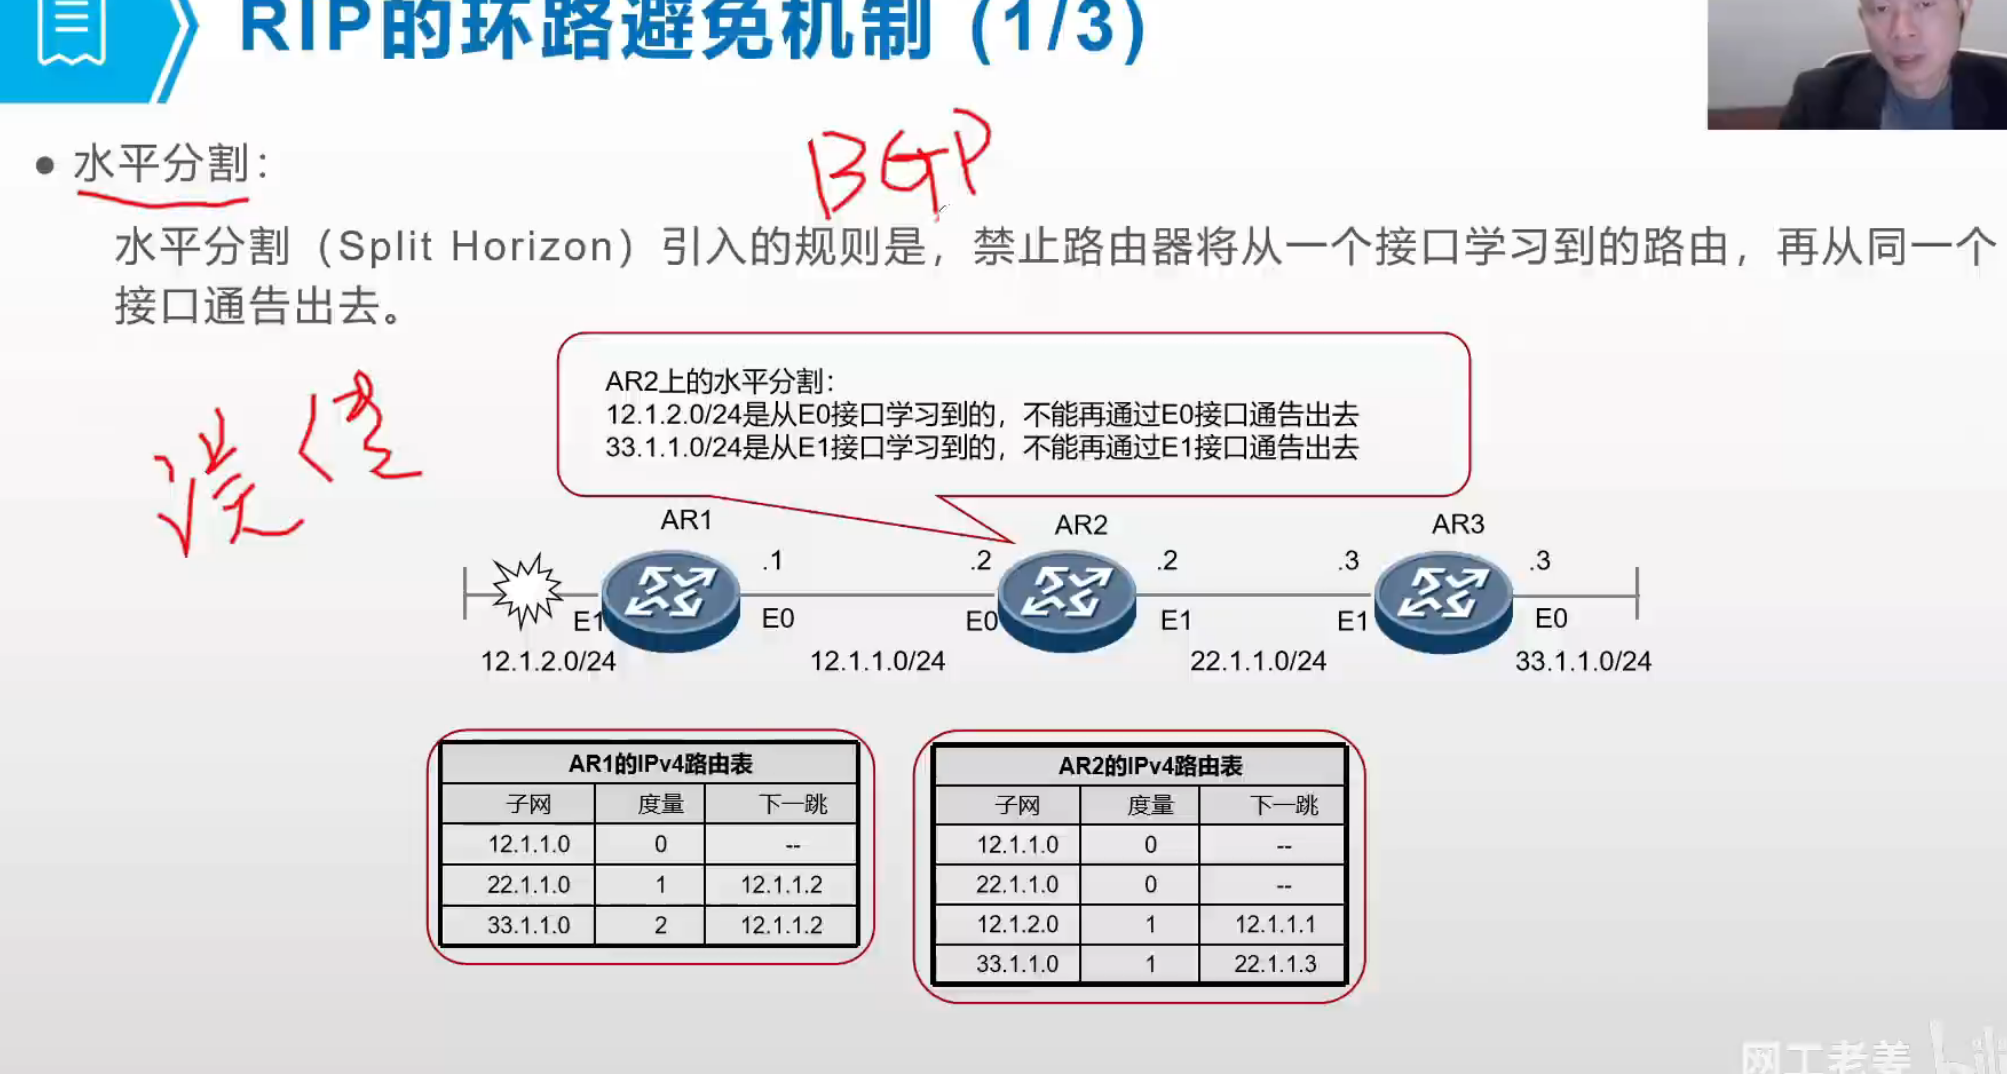 RIP的环路避免机制 (1/3)
BGP
水平分割：
水平分割（Split Horizon）引入的规则是，禁止路由器将从一个接口学习到的路由，再从同一个
接口通告出去。
AR2上的水平分割：
12.1.2.0/24是从E0接口学习到的，不能再通过E0接口通告出去
33.1.1.0/24是从E1接口学习到的，不能再通过E1接口通告出去
AR1 AR2 AR3
.1 .2 .2 .3 .3
E1 E0 E0 E1 E1 E0
12.1.2.0/24 12.1.1.0/24 22.1.1.0/24 33.1.1.0/24
AR1的IPv4路由表
子网 度量 下一跳
12.1.1.0 0 --
22.1.1.0 1 12.1.1.2
33.1.1.0 2 12.1.1.2
AR2的IPv4路由表
子网 度量 下一跳
12.1.1.0 0 --
22.1.1.0 0 --
12.1.2.0 1 12.1.1.1
33.1.1.0 1 22.1.1.3
网工老姜